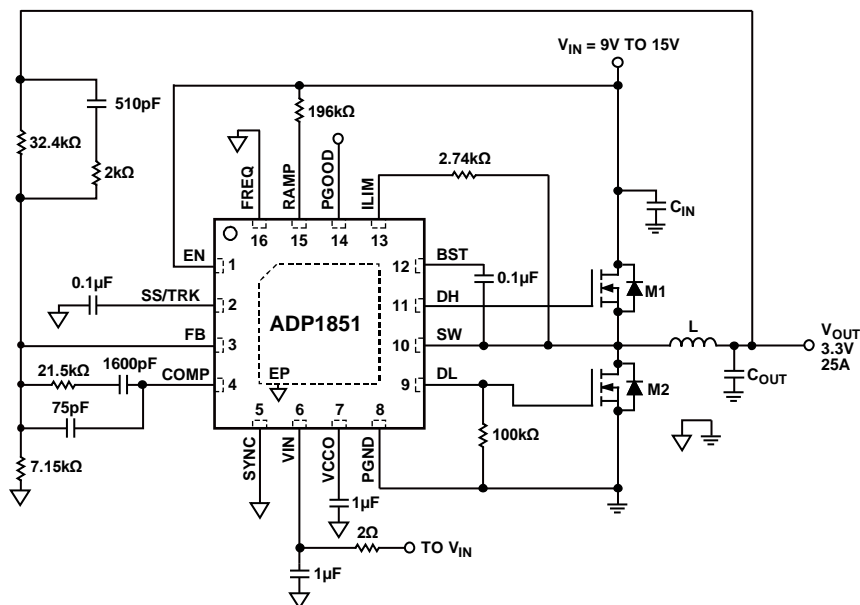 V_IN = 9V TO 15V
510pF
196kΩ
32.4kΩ
2kΩ
2.74kΩ
FREQ
RAMP
PGOOD
ILIM
16
15
14
13
C_IN
EN
1
12
BST
0.1µF
0.1µF
SS/TRK
2
11
DH
M1
ADP1851
FB
3
10
SW
L
V_OUT
3.3V
25A
21.5kΩ
1600pF
COMP
4
EP
9
DL
M2
C_OUT
75pF
5
6
7
8
100kΩ
7.15kΩ
SYNC
VIN
VCCO
PGND
1µF
2Ω
TO V_IN
1µF